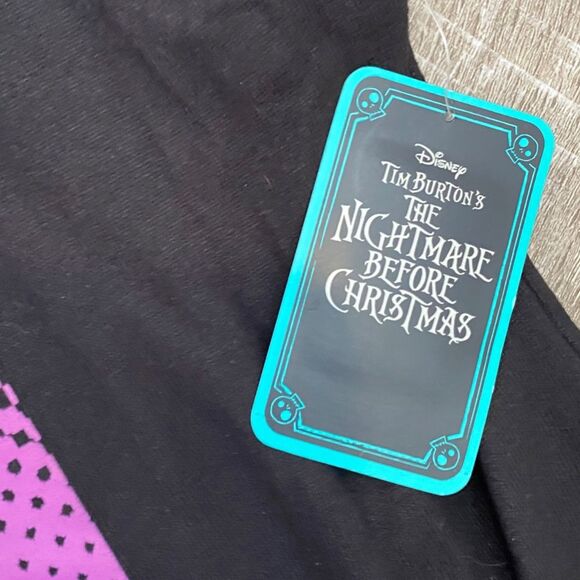 Disney
TIM BURTON'S
THE
NIGHTMARE
BEFORE
CHRISTMAS